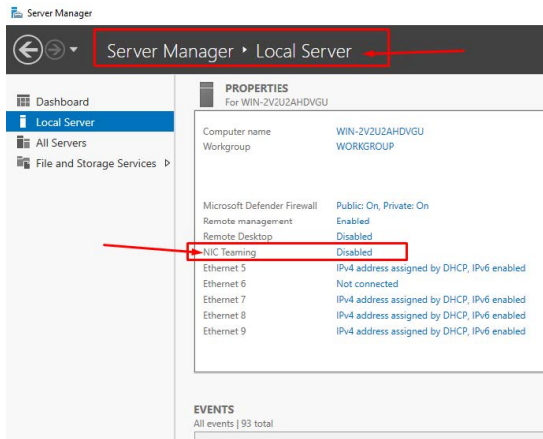 Server Manager
Server Manager • Local Server
Dashboard
Local Server
All Servers
File and Storage Services
PROPERTIES
For WIN-2V2U2AHDVGU
Computer name WIN-2V2U2AHDVGU
Workgroup WORKGROUP
Microsoft Defender Firewall Public: On, Private: On
Remote management Enabled
Remote Desktop Disabled
NIC Teaming Disabled
Ethernet 5 IPv4 address assigned by DHCP, IPv6 enabled
Ethernet 6 Not connected
Ethernet 7 IPv4 address assigned by DHCP, IPv6 enabled
Ethernet 8 IPv4 address assigned by DHCP, IPv6 enabled
Ethernet 9 IPv4 address assigned by DHCP, IPv6 enabled
EVENTS
All events | 93 total